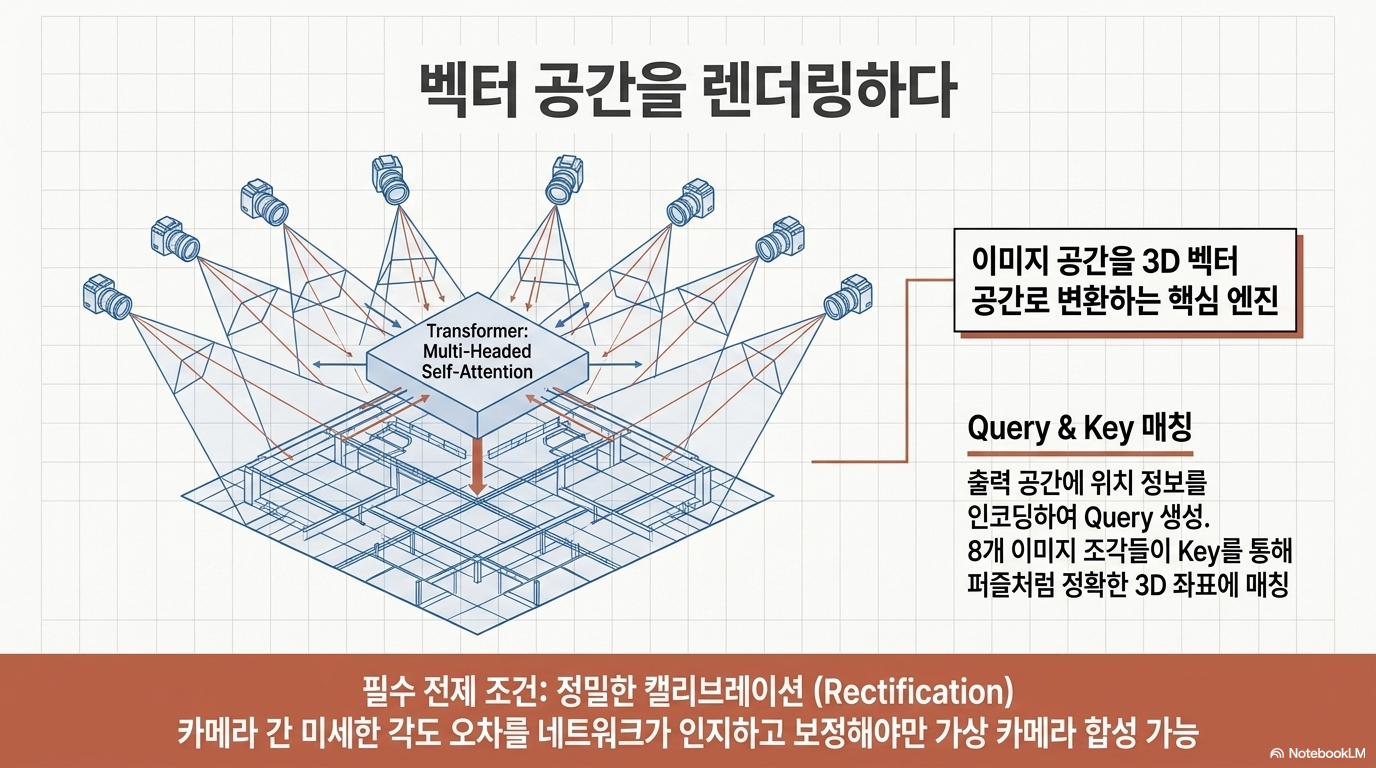 벡터 공간을 렌더링하다
Transformer:
Multi-Headed
Self-Attention
이미지 공간을 3D 벡터
공간로 변환하는 핵심 엔진
Query & Key 매칭
출력 공간에 위치 정보를
인코딩하여 Query 생성.
8개 이미지 조각들이 Key를 통해
퍼즐처럼 정확한 3D 좌표에 매칭
필수 전제 조건: 정밀한 캘리브레이션 (Rectification)
카메라 간 미세한 각도 오차를 네트워크가 인지하고 보정해야만 가상 카메라 합성 가능
NotebookLM